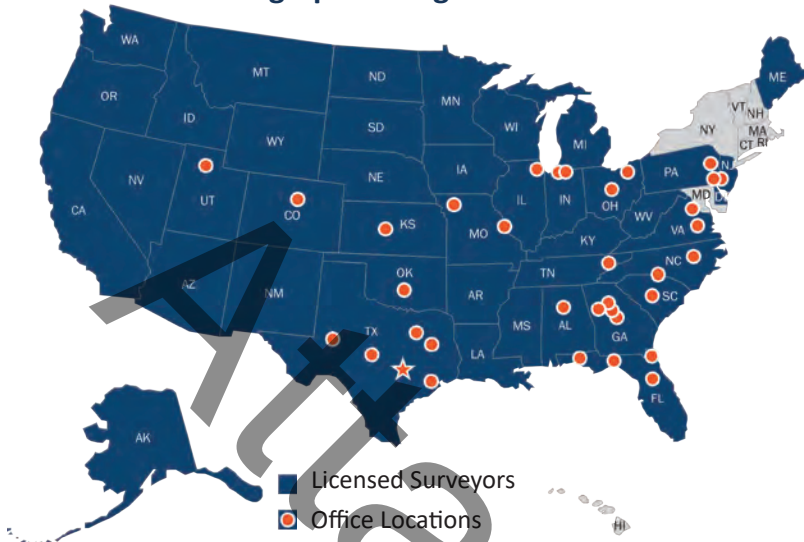 WA
MT
ND
MN
ME
OR
ID
SD
WI
MI
VT
NH
NY
MA
CT
RI
WY
IA
NE
NV
UT
CO
KS
IL
IN
OH
PA
NJ
MD
WV
VA
CA
MO
KY
AZ
NM
OK
AR
TN
NC
SC
TX
LA
MS
AL
GA
FL
AK
HI
Licensed Surveyors
Office Locations